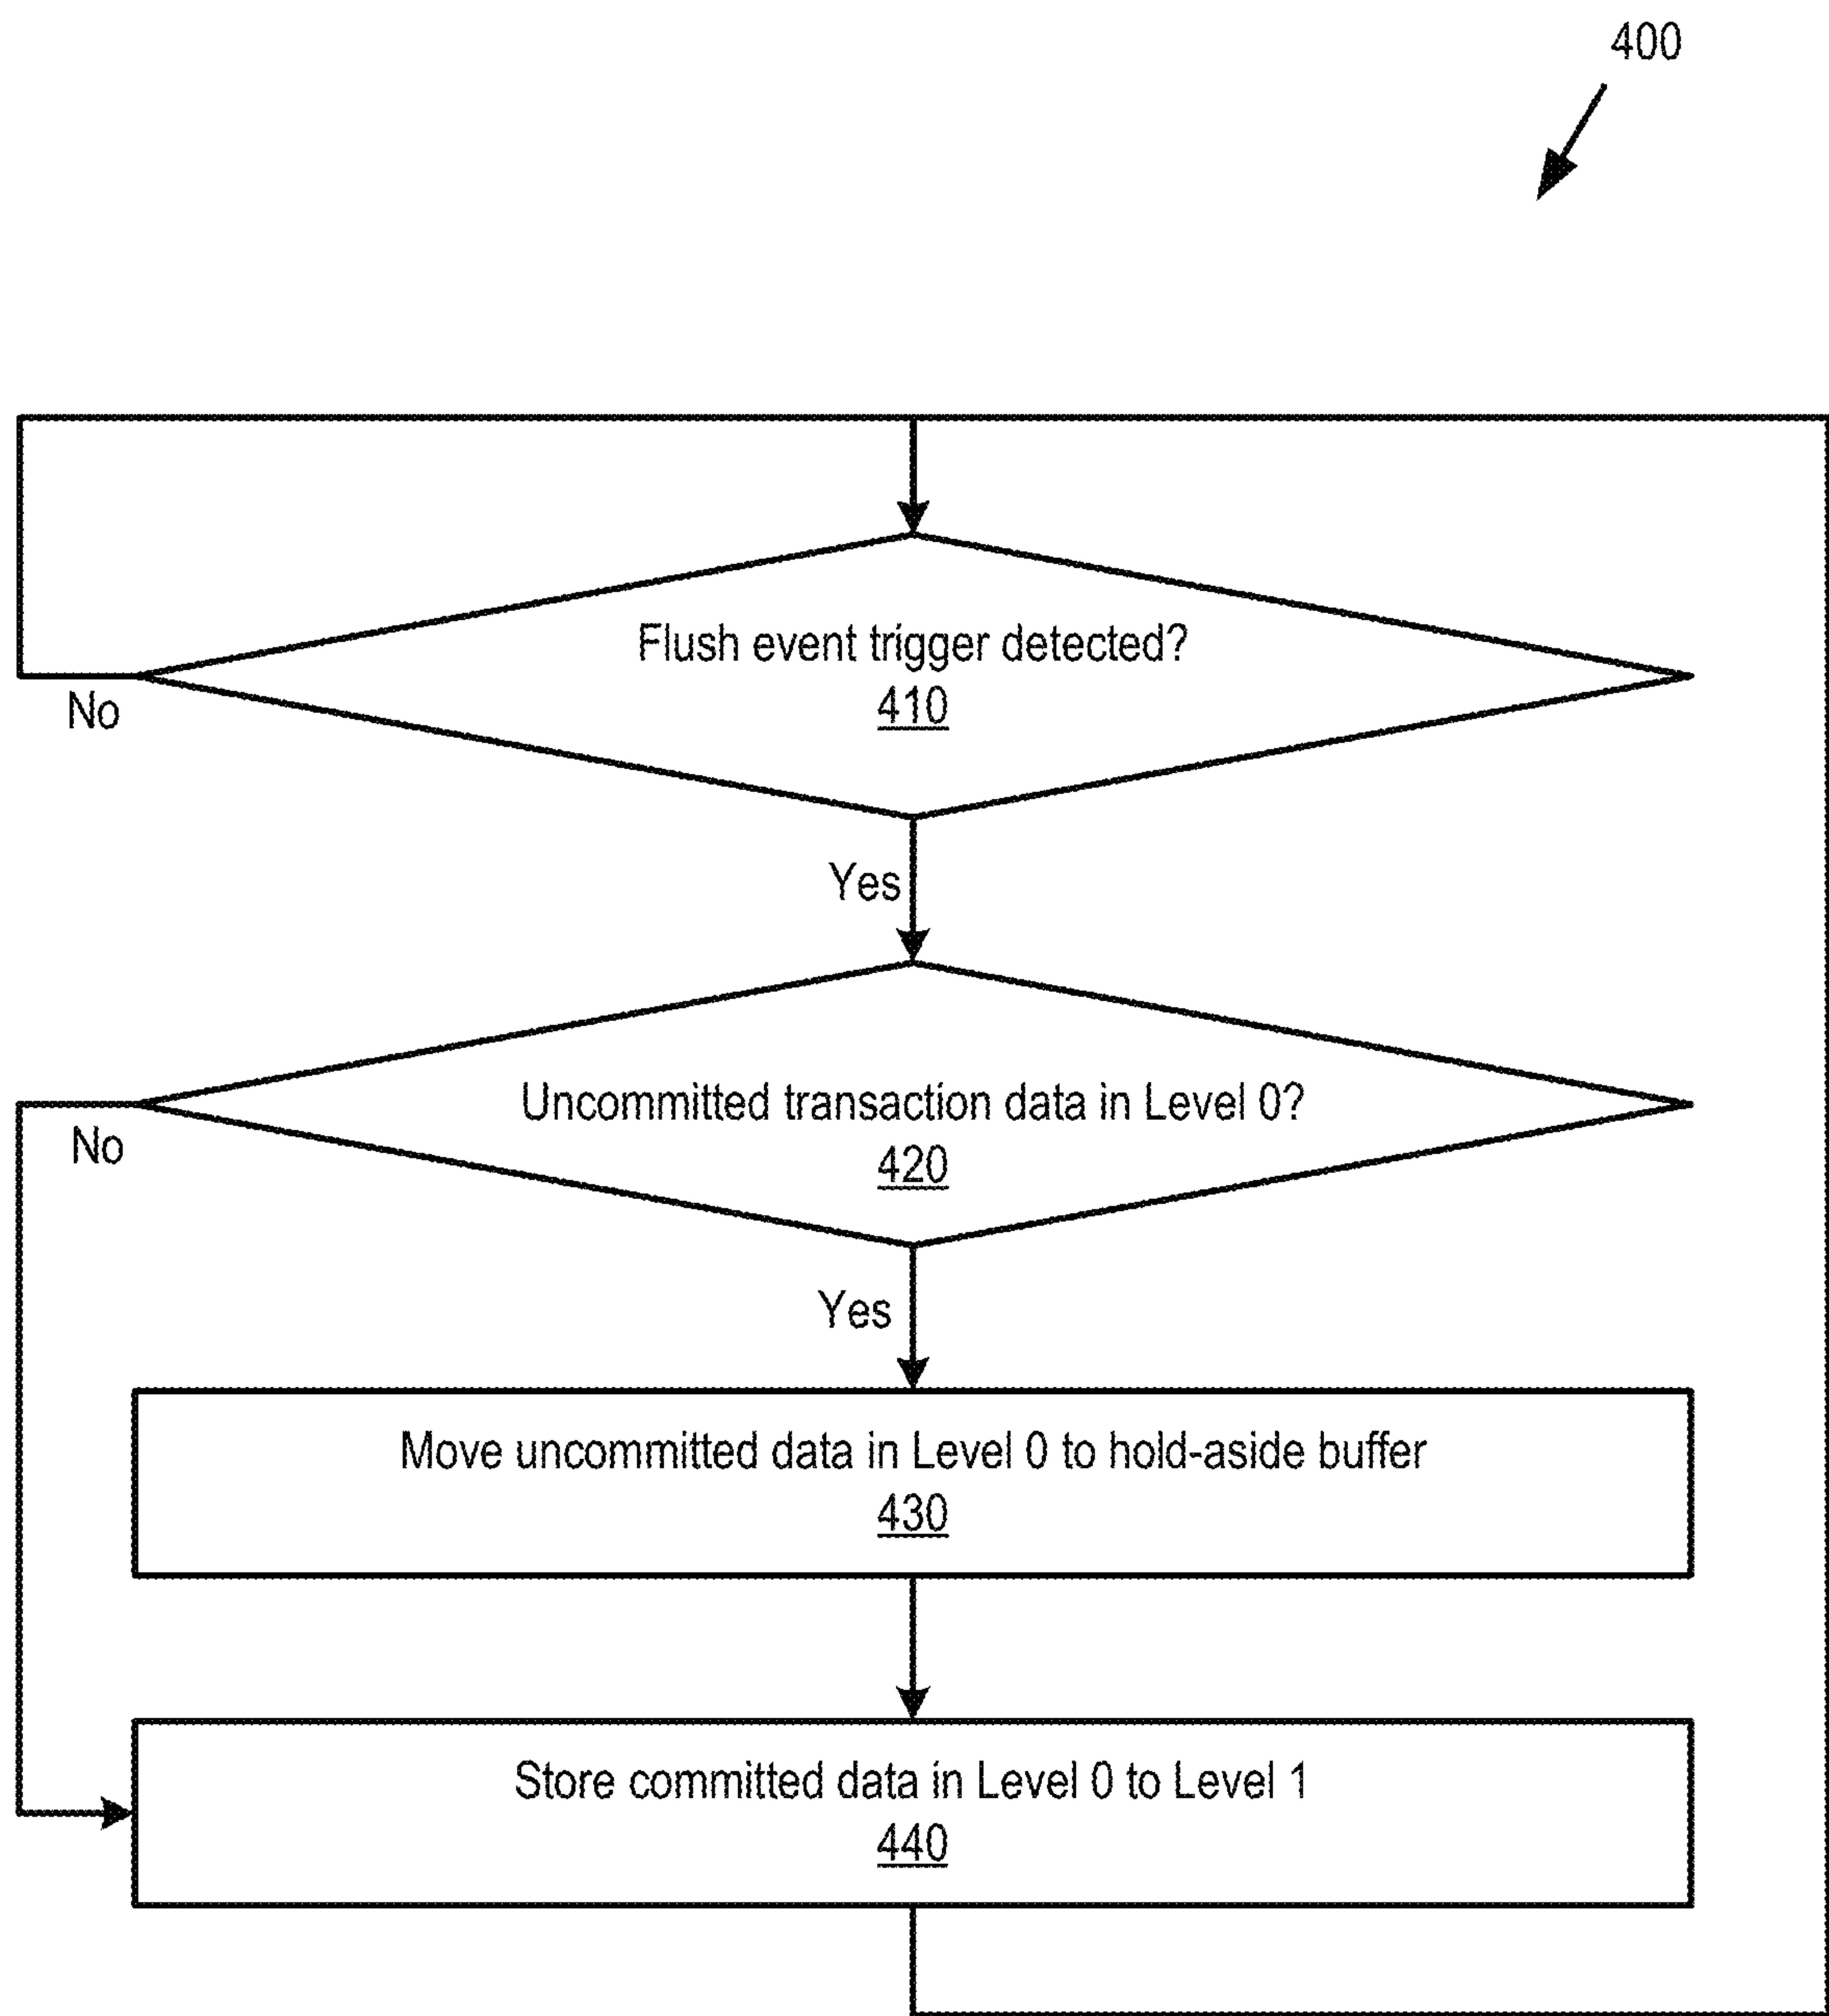 400
Flush event trigger detected?
410
No
Yes
Uncommitted transaction data in Level 0?
420
No
Yes
Move uncommitted data in Level 0 to hold-aside buffer
430
Store committed data in Level 0 to Level 1
440